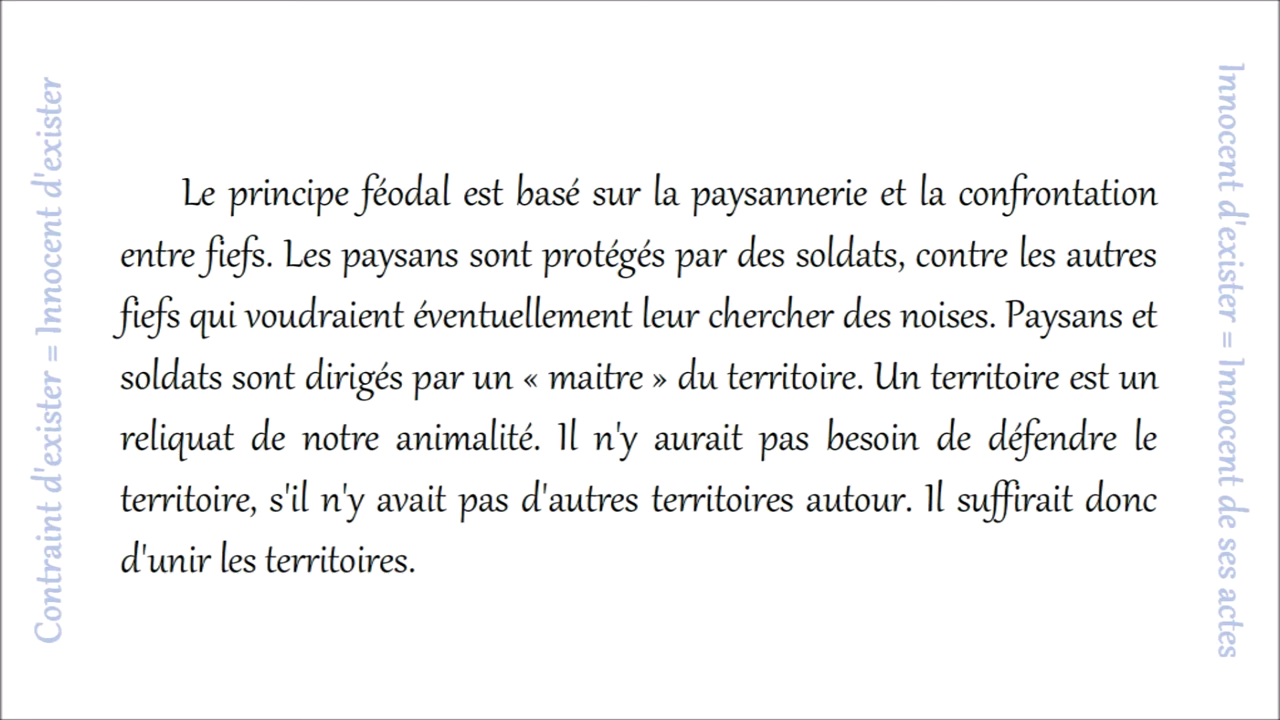 Contraint d'exister = Innocent d'exister
Le principe féodal est basé sur la paysannerie et la confrontation
entre fiefs. Les paysans sont protégés par des soldats, contre les autres
fiefs qui voudraient éventuellement leur chercher des noises. Paysans et
soldats sont dirigés par un « maitre » du territoire. Un territoire est un
reliquat de notre animalité. Il n'y aurait pas besoin de défendre le
territoire, s'il n'y avait pas d'autres territoires autour. Il suffirait donc
d'unir les territoires.
Innocent d'exister = Innocent de ses actes